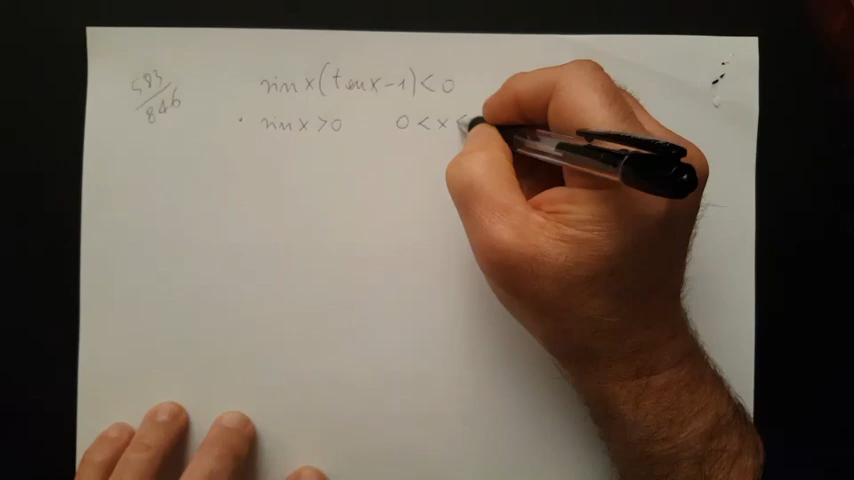 583/846
sin x (tan x - 1) < 0
• sin x > 0 0 < x <